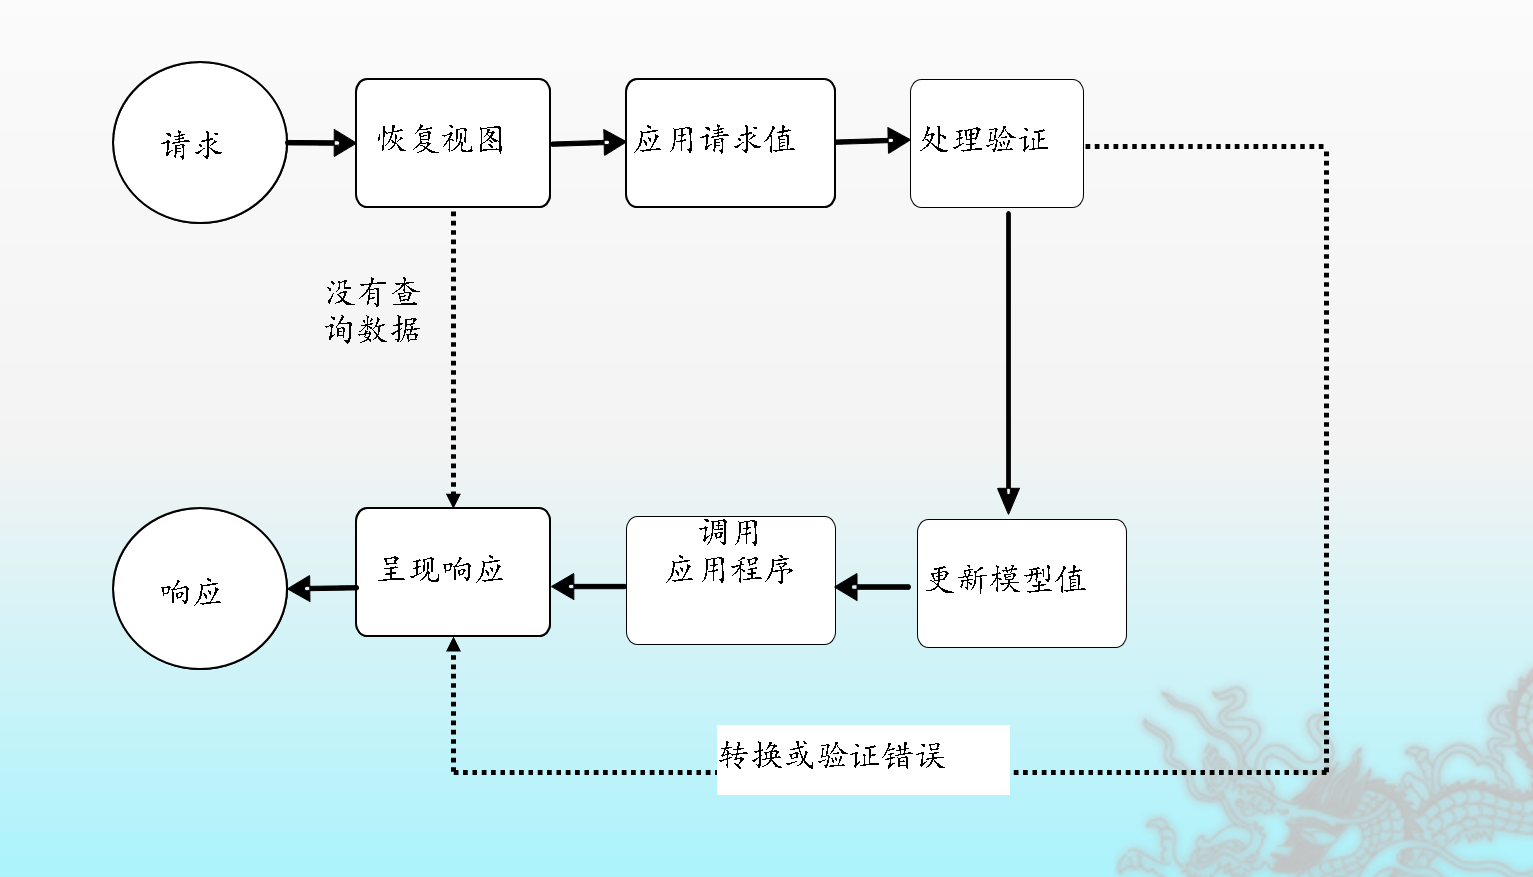 请求
恢复视图
应用请求值
处理验证
没有查
询数据
响应
呈现响应
调用
应用程序
更新模型值
转换或验证错误